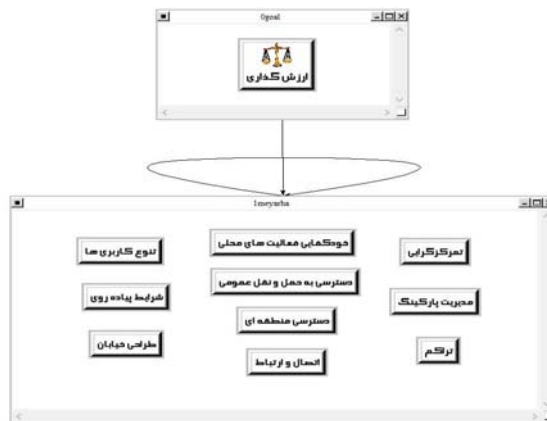 0goal
ارزش گذاری
1meyarha
خودکفایی فعالیت های محلی
تمرکزگرایی
تنوع کاربری ها
دسترسی به حمل و نقل عمومی
شرایط پیاده روی
مدیریت پارکینگ
دسترسی منطقه ای
طراحی خیابان
تراکم
اتصال و ارتباط